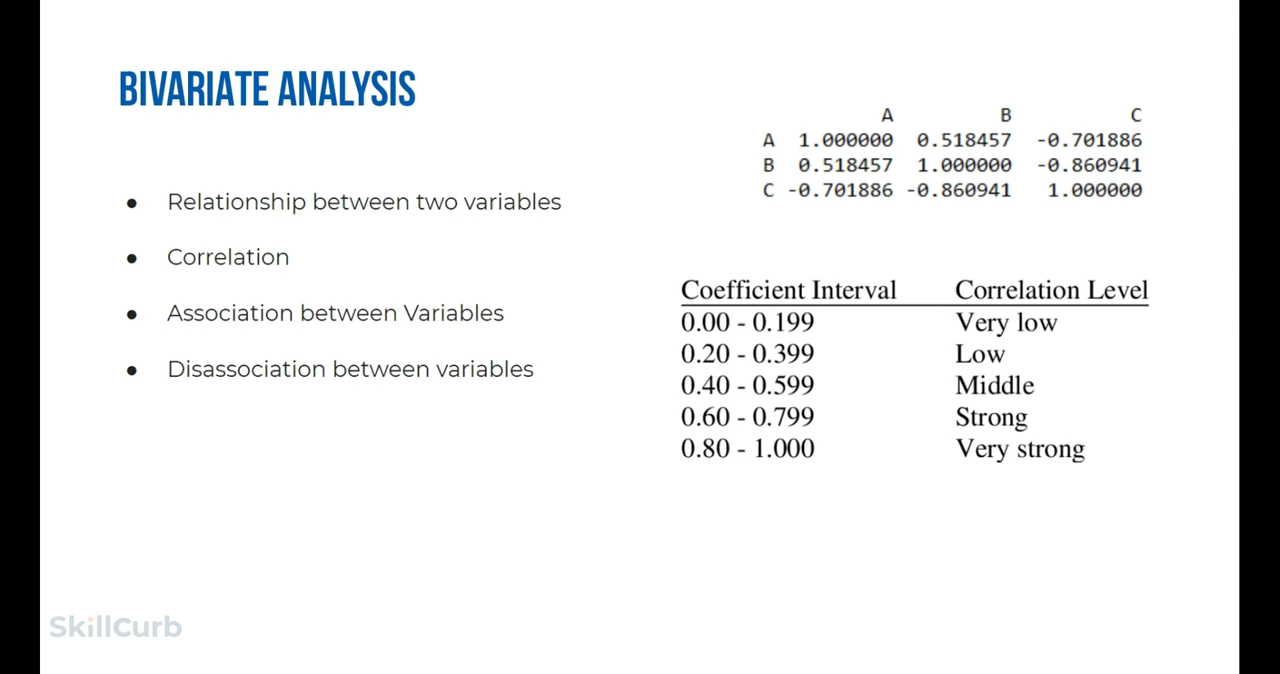 BIVARIATE ANALYSIS
• Relationship between two variables
• Correlation
• Association between Variables
• Disassociation between variables
A B C
A 1.000000 0.518457 -0.701886
B 0.518457 1.000000 -0.860941
C -0.701886 -0.860941 1.000000
Coefficient Interval Correlation Level
0.00 - 0.199 Very low
0.20 - 0.399 Low
0.40 - 0.599 Middle
0.60 - 0.799 Strong
0.80 - 1.000 Very strong
SkillCurb